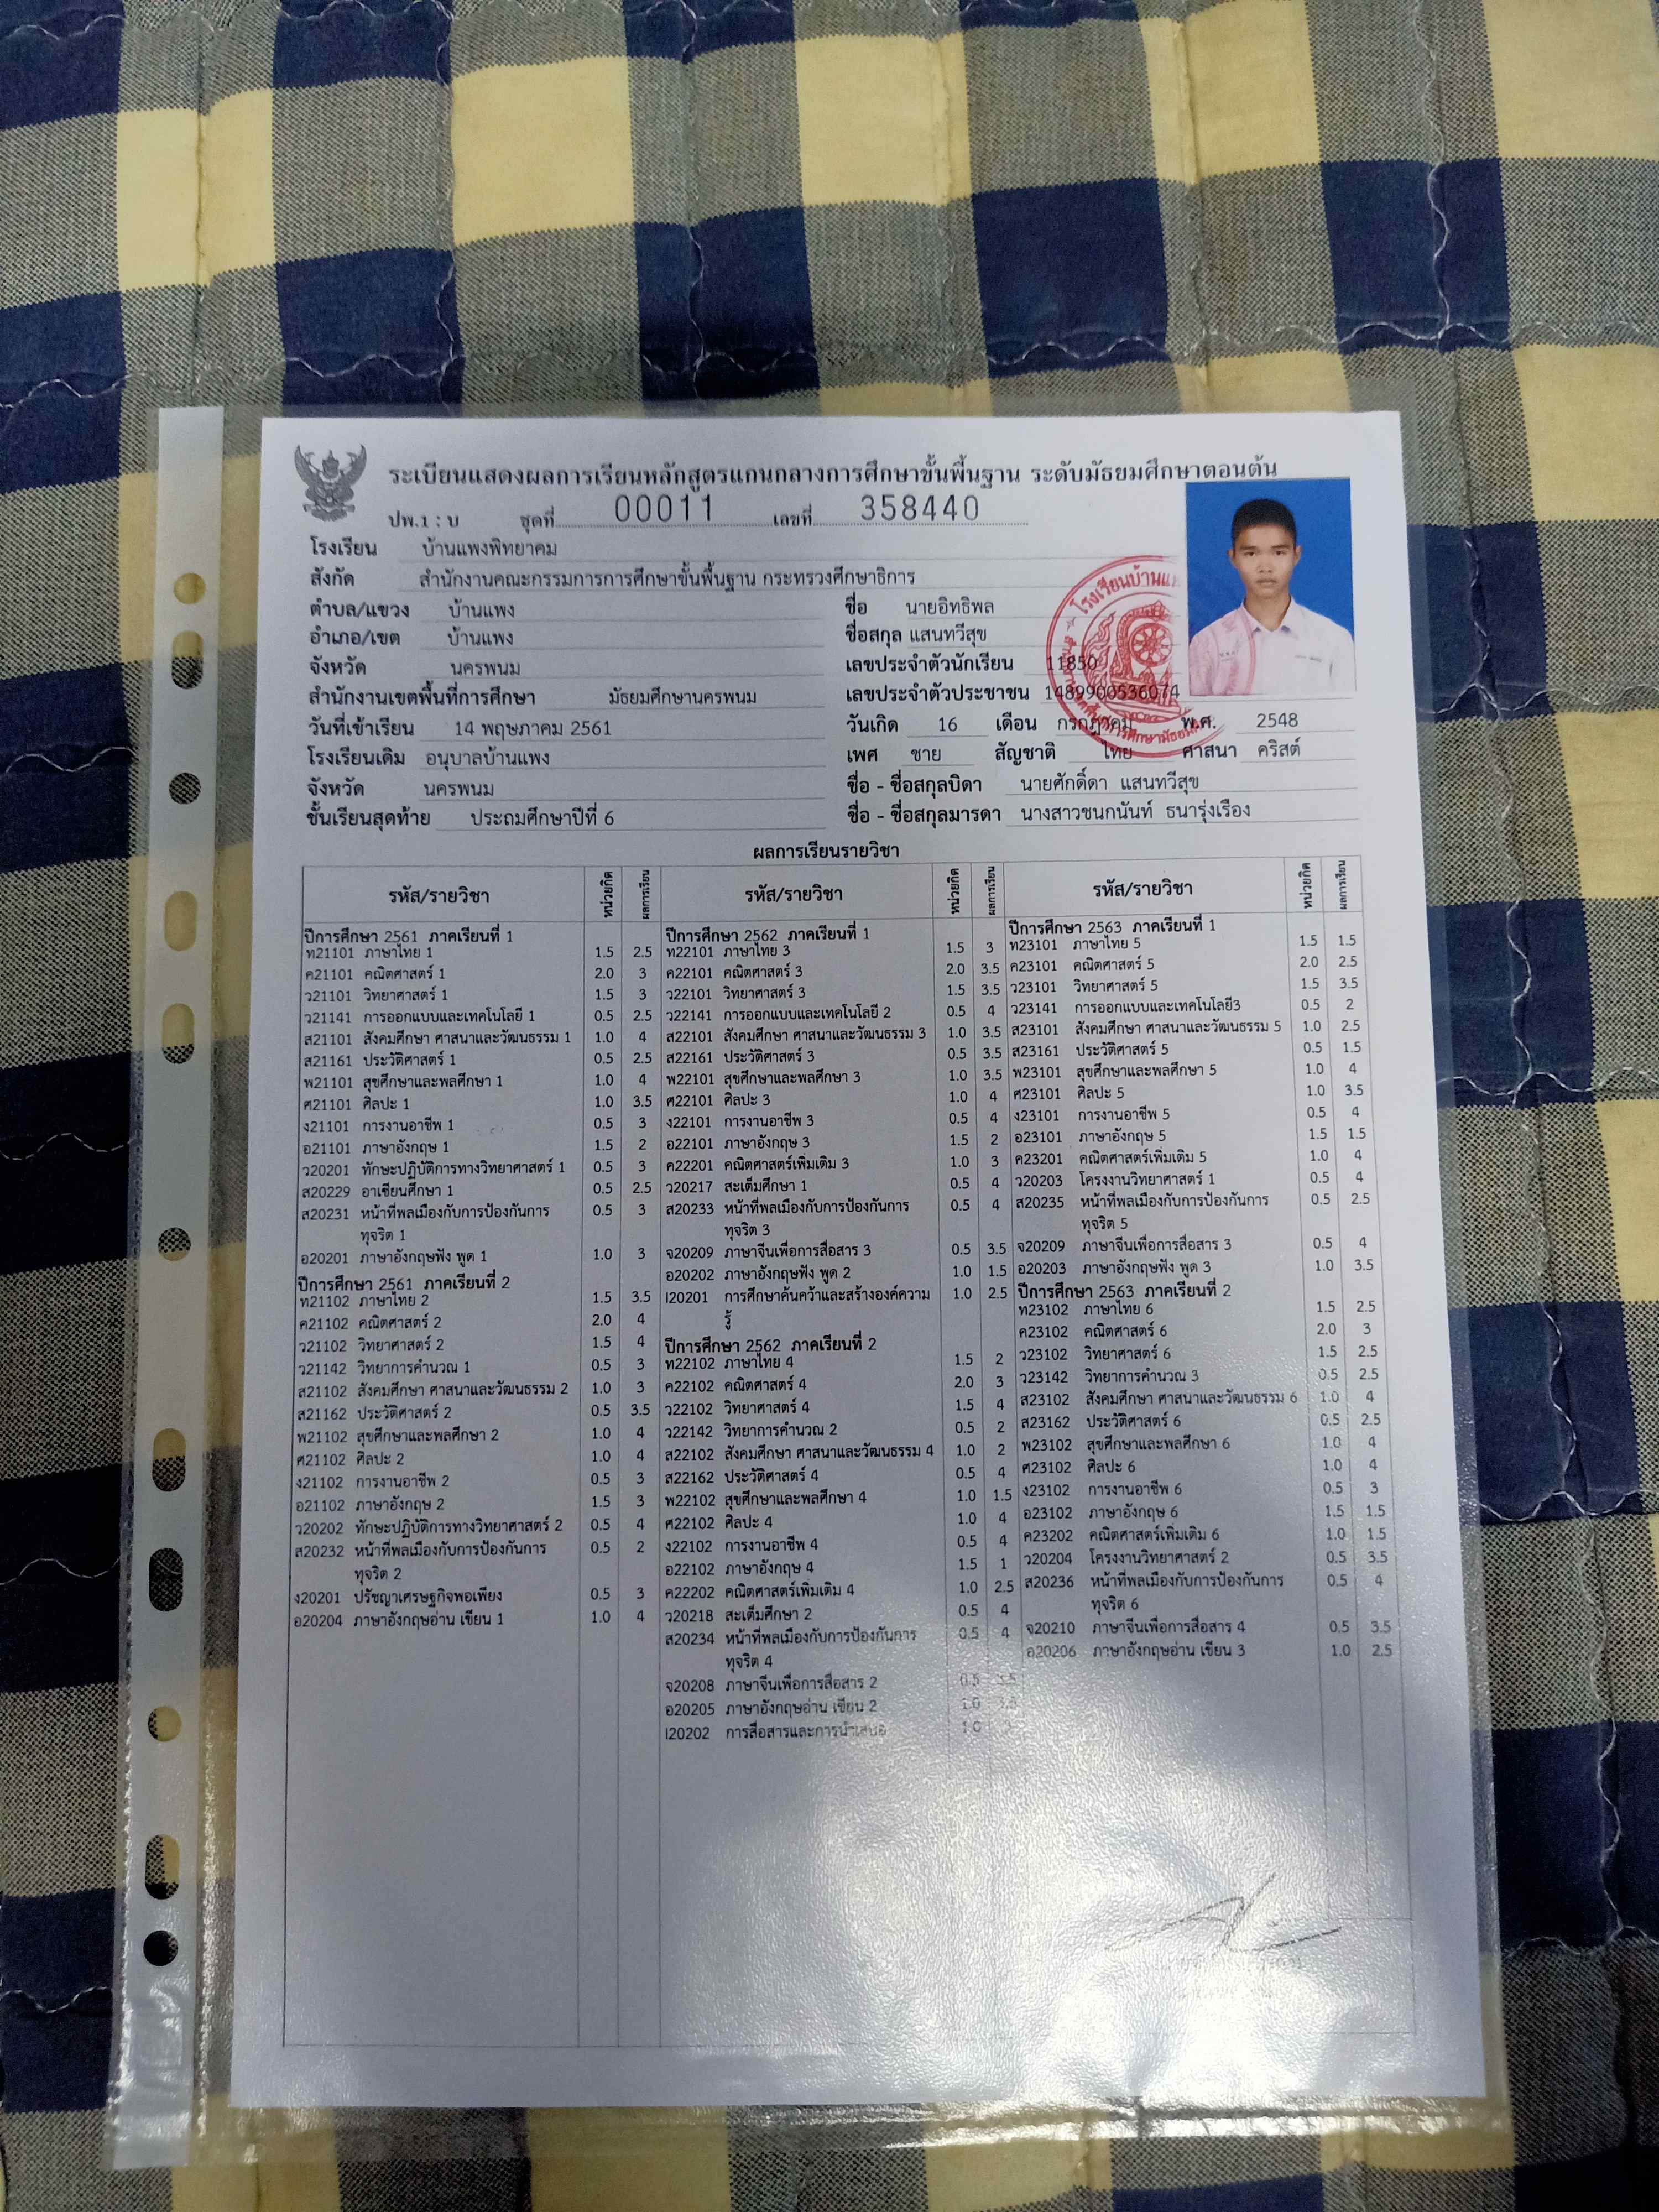 ระเบียนแสดงผลการเรียนหลักสูตรแกนกลางการศึกษาขั้นพื้นฐาน ระดับมัธยมศึกษาตอนต้น
ปพ.1 : บ ชุดที่ 00011 เลขที่ 358440
โรงเรียน บ้านแพงพิทยาคม
สังกัด สำนักงานคณะกรรมการการศึกษาขั้นพื้นฐาน กระทรวงศึกษาธิการ
ตำบล/แขวง บ้านแพง
อำเภอ/เขต บ้านแพง
จังหวัด นครพนม
สำนักงานเขตพื้นที่การศึกษา มัธยมศึกษานครพนม
วันที่เข้าเรียน 14 พฤษภาคม 2561
โรงเรียนเดิม อนุบาลบ้านแพง
จังหวัด นครพนม
ชั้นเรียนสุดท้าย ประถมศึกษาปีที่ 6
ชื่อ นายอิทธิพล
ชื่อสกุล แสนทวีสุข
เลขประจำตัวนักเรียน 11850
เลขประจำตัวประชาชน 1489900536074
วันเกิด 16 เดือน กรกฎาคม พ.ศ. 2548
เพศ ชาย สัญชาติ ไทย ศาสนา คริสต์
ชื่อ - ชื่อสกุลบิดา นายศักดิ์ดา แสนทวีสุข
ชื่อ - ชื่อสกุลมารดา นางสาวชนกนันท์ ธนารุ่งเรือง
ผลการเรียนรายวิชา
รหัส/รายวิชา หน่วยกิต ผลการเรียน
ปีการศึกษา 2561 ภาคเรียนที่ 1
ท21101 ภาษาไทย 1 1.5 2.5
ค21101 คณิตศาสตร์ 1 2.0 3
ว21101 วิทยาศาสตร์ 1 1.5 3
ว21141 การออกแบบและเทคโนโลยี 1 0.5 2.5
ส21101 สังคมศึกษา ศาสนาและวัฒนธรรม 1 1.0 4
ส21161 ประวัติศาสตร์ 1 0.5 2.5
พ21101 สุขศึกษาและพลศึกษา 1 1.0 4
ศ21101 ศิลปะ 1 1.0 3.5
ง21101 การงานอาชีพ 1 0.5 3
อ21101 ภาษาอังกฤษ 1 1.5 2
ว20201 ทักษะปฏิบัติการทางวิทยาศาสตร์ 1 0.5 3
ส20229 อาเซียนศึกษา 1 0.5 2.5
ส20231 หน้าที่พลเมืองกับการป้องกันการ 0.5 3
ทุจริต 1
อ20201 ภาษาอังกฤษฟัง พูด 1 1.0 3
ปีการศึกษา 2561 ภาคเรียนที่ 2
ท21102 ภาษาไทย 2 1.5 3.5
ค21102 คณิตศาสตร์ 2 2.0 4
ว21102 วิทยาศาสตร์ 2 1.5 4
ว21142 วิทยาการคำนวณ 1 0.5 3
ส21102 สังคมศึกษา ศาสนาและวัฒนธรรม 2 1.0 3
ส21162 ประวัติศาสตร์ 2 0.5 3.5
พ21102 สุขศึกษาและพลศึกษา 2 1.0 4
ศ21102 ศิลปะ 2 1.0 4
ง21102 การงานอาชีพ 2 0.5 3
อ21102 ภาษาอังกฤษ 2 1.5 3
ว20202 ทักษะปฏิบัติการทางวิทยาศาสตร์ 2 0.5 4
ส20232 หน้าที่พลเมืองกับการป้องกันการ 0.5 2
ทุจริต 2
ง20201 ปรัชญาเศรษฐกิจพอเพียง 0.5 3
อ20204 ภาษาอังกฤษอ่าน เขียน 1 1.0 4
รหัส/รายวิชา หน่วยกิต ผลการเรียน
ปีการศึกษา 2562 ภาคเรียนที่ 1
ท22101 ภาษาไทย 3 1.5 3
ค22101 คณิตศาสตร์ 3 2.0 3.5
ว22101 วิทยาศาสตร์ 3 1.5 3.5
ว22141 การออกแบบและเทคโนโลยี 2 0.5 4
ส22101 สังคมศึกษา ศาสนาและวัฒนธรรม 3 1.0 3.5
ส22161 ประวัติศาสตร์ 3 0.5 3.5
พ22101 สุขศึกษาและพลศึกษา 3 1.0 3.5
ศ22101 ศิลปะ 3 1.0 4
ง22101 การงานอาชีพ 3 0.5 4
อ22101 ภาษาอังกฤษ 3 1.5 2
ค22201 คณิตศาสตร์เพิ่มเติม 3 1.0 3
ว20217 สะเต็มศึกษา 1 0.5 4
ส20233 หน้าที่พลเมืองกับการป้องกันการ 0.5 4
ทุจริต 3
จ20209 ภาษาจีนเพื่อการสื่อสาร 3 0.5 3.5
อ20202 ภาษาอังกฤษฟัง พูด 2 1.0 1.5
I20201 การศึกษาค้นคว้าและสร้างองค์ความ 1.0 2.5
รู้
ปีการศึกษา 2562 ภาคเรียนที่ 2
ท22102 ภาษาไทย 4 1.5 2
ค22102 คณิตศาสตร์ 4 2.0 3
ว22102 วิทยาศาสตร์ 4 1.5 4
ว22142 วิทยาการคำนวณ 2 0.5 2
ส22102 สังคมศึกษา ศาสนาและวัฒนธรรม 4 1.0 2
ส22162 ประวัติศาสตร์ 4 0.5 4
พ22102 สุขศึกษาและพลศึกษา 4 1.0 1.5
ศ22102 ศิลปะ 4 1.0 4
ง22102 การงานอาชีพ 4 0.5 4
อ22102 ภาษาอังกฤษ 4 1.5 1
ค22202 คณิตศาสตร์เพิ่มเติม 4 1.0 2.5
ว20218 สะเต็มศึกษา 2 0.5 4
ส20234 หน้าที่พลเมืองกับการป้องกันการ 0.5 4
ทุจริต 4
จ20208 ภาษาจีนเพื่อการสื่อสาร 2 0.5
อ20205 ภาษาอังกฤษอ่าน เขียน 2 1.0
I20202 การสื่อสารและการนำเสนอ 1.0
รหัส/รายวิชา หน่วยกิต ผลการเรียน
ปีการศึกษา 2563 ภาคเรียนที่ 1
ท23101 ภาษาไทย 5 1.5 1.5
ค23101 คณิตศาสตร์ 5 2.0 2.5
ว23101 วิทยาศาสตร์ 5 1.5 3.5
ว23141 การออกแบบและเทคโนโลยี3 0.5 2
ส23101 สังคมศึกษา ศาสนาและวัฒนธรรม 5 1.0 2.5
ส23161 ประวัติศาสตร์ 5 0.5 1.5
พ23101 สุขศึกษาและพลศึกษา 5 1.0 4
ศ23101 ศิลปะ 5 1.0 3.5
ง23101 การงานอาชีพ 5 0.5 4
อ23101 ภาษาอังกฤษ 5 1.5 1.5
ค23201 คณิตศาสตร์เพิ่มเติม 5 1.0 4
ว20203 โครงงานวิทยาศาสตร์ 1 0.5 4
ส20235 หน้าที่พลเมืองกับการป้องกันการ 0.5 2.5
ทุจริต 5
จ20209 ภาษาจีนเพื่อการสื่อสาร 3 0.5 4
อ20203 ภาษาอังกฤษฟัง พูด 3 1.0 3.5
ปีการศึกษา 2563 ภาคเรียนที่ 2
ท23102 ภาษาไทย 6 1.5 2.5
ค23102 คณิตศาสตร์ 6 2.0 3
ว23102 วิทยาศาสตร์ 6 1.5 2.5
ว23142 วิทยาการคำนวณ 3 0.5 2.5
ส23102 สังคมศึกษา ศาสนาและวัฒนธรรม 6 1.0 4
ส23162 ประวัติศาสตร์ 6 0.5 2.5
พ23102 สุขศึกษาและพลศึกษา 6 1.0 4
ศ23102 ศิลปะ 6 1.0 4
ง23102 การงานอาชีพ 6 0.5 3
อ23102 ภาษาอังกฤษ 6 1.5 1.5
ค23202 คณิตศาสตร์เพิ่มเติม 6 1.0 1.5
ว20204 โครงงานวิทยาศาสตร์ 2 0.5 3.5
ส20236 หน้าที่พลเมืองกับการป้องกันการ 0.5 4
ทุจริต 6
จ20210 ภาษาจีนเพื่อการสื่อสาร 4 0.5 3.5
อ20206 ภาษาอังกฤษอ่าน เขียน 3 1.0 2.5